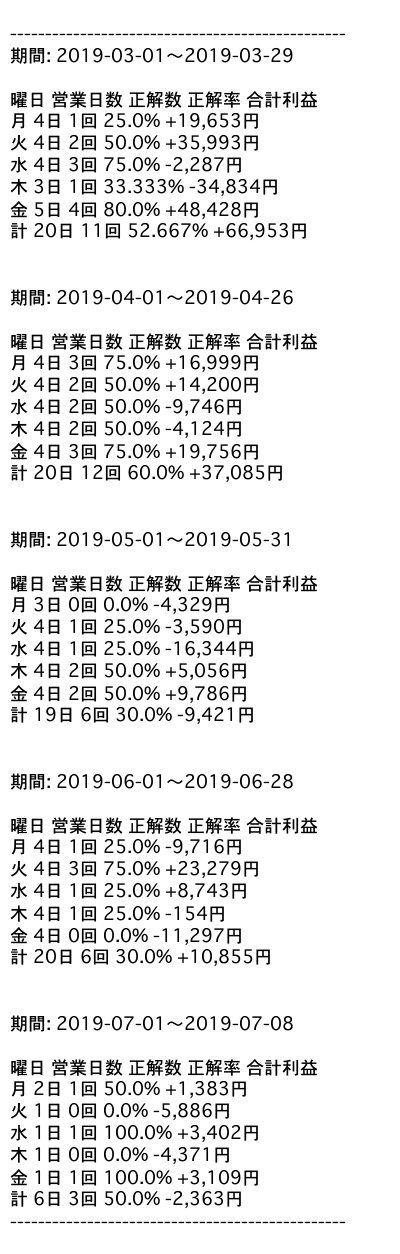 ------------------------------------------------
期間: 2019-03-01〜2019-03-29
曜日 営業日数 正解数 正解率 合計利益
月 4日 1回 25.0% +19,653円
火 4日 2回 50.0% +35,993円
水 4日 3回 75.0% -2,287円
木 3日 1回 33.333% -34,834円
金 5日 4回 80.0% +48,428円
計 20日 11回 52.667% +66,953円
期間: 2019-04-01〜2019-04-26
曜日 営業日数 正解数 正解率 合計利益
月 4日 3回 75.0% +16,999円
火 4日 2回 50.0% +14,200円
水 4日 2回 50.0% -9,746円
木 4日 2回 50.0% -4,124円
金 4日 3回 75.0% +19,756円
計 20日 12回 60.0% +37,085円
期間: 2019-05-01〜2019-05-31
曜日 営業日数 正解数 正解率 合計利益
月 3日 0回 0.0% -4,329円
火 4日 1回 25.0% -3,590円
水 4日 1回 25.0% -16,344円
木 4日 2回 50.0% +5,056円
金 4日 2回 50.0% +9,786円
計 19日 6回 30.0% -9,421円
期間: 2019-06-01〜2019-06-28
曜日 営業日数 正解数 正解率 合計利益
月 4日 1回 25.0% -9,716円
火 4日 3回 75.0% +23,279円
水 4日 1回 25.0% +8,743円
木 4日 1回 25.0% -154円
金 4日 0回 0.0% -11,297円
計 20日 6回 30.0% +10,855円
期間: 2019-07-01〜2019-07-08
曜日 営業日数 正解数 正解率 合計利益
月 2日 1回 50.0% +1,383円
火 1日 0回 0.0% -5,886円
水 1日 1回 100.0% +3,402円
木 1日 0回 0.0% -4,371円
金 1日 1回 100.0% +3,109円
計 6日 3回 50.0% -2,363円
------------------------------------------------